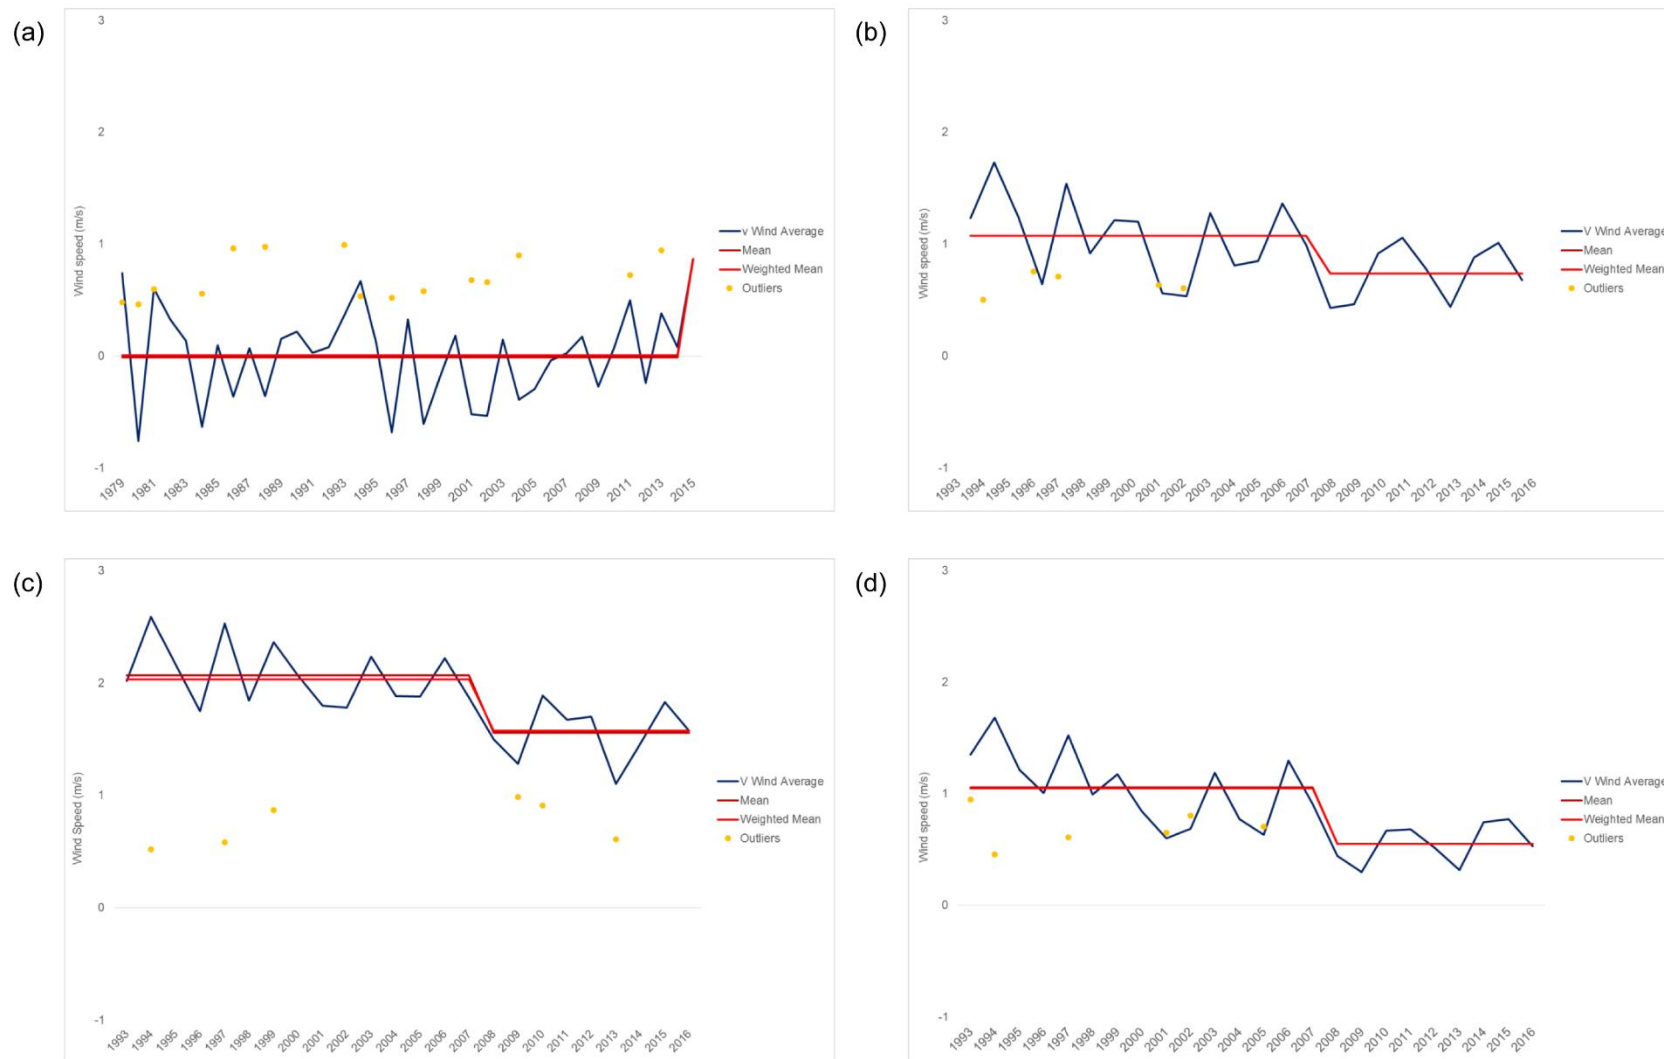 (a)
3
2
1
0
-1
Wind speed (m/s)
1979 1981 1983 1985 1987 1989 1991 1993 1995 1997 1999 2001 2003 2005 2007 2009 2011 2013 2015
v Wind Average
Mean
Weighted Mean
Outliers
(b)
3
2
1
0
-1
Wind speed (m/s)
1993 1994 1995 1996 1997 1998 1999 2000 2001 2002 2003 2004 2005 2006 2007 2008 2009 2010 2011 2012 2013 2014 2015 2016
V Wind Average
Mean
Weighted Mean
Outliers
(c)
3
2
1
0
-1
Wind Speed (m/s)
1993 1994 1995 1996 1997 1998 1999 2000 2001 2002 2003 2004 2005 2006 2007 2008 2009 2010 2011 2012 2013 2014 2015 2016
V Wind Average
Mean
Weighted Mean
Outliers
(d)
3
2
1
0
-1
Wind speed (m/s)
1993 1994 1995 1996 1997 1998 1999 2000 2001 2002 2003 2004 2005 2006 2007 2008 2009 2010 2011 2012 2013 2014 2015 2016
V Wind Average
Mean
Weighted Mean
Outliers